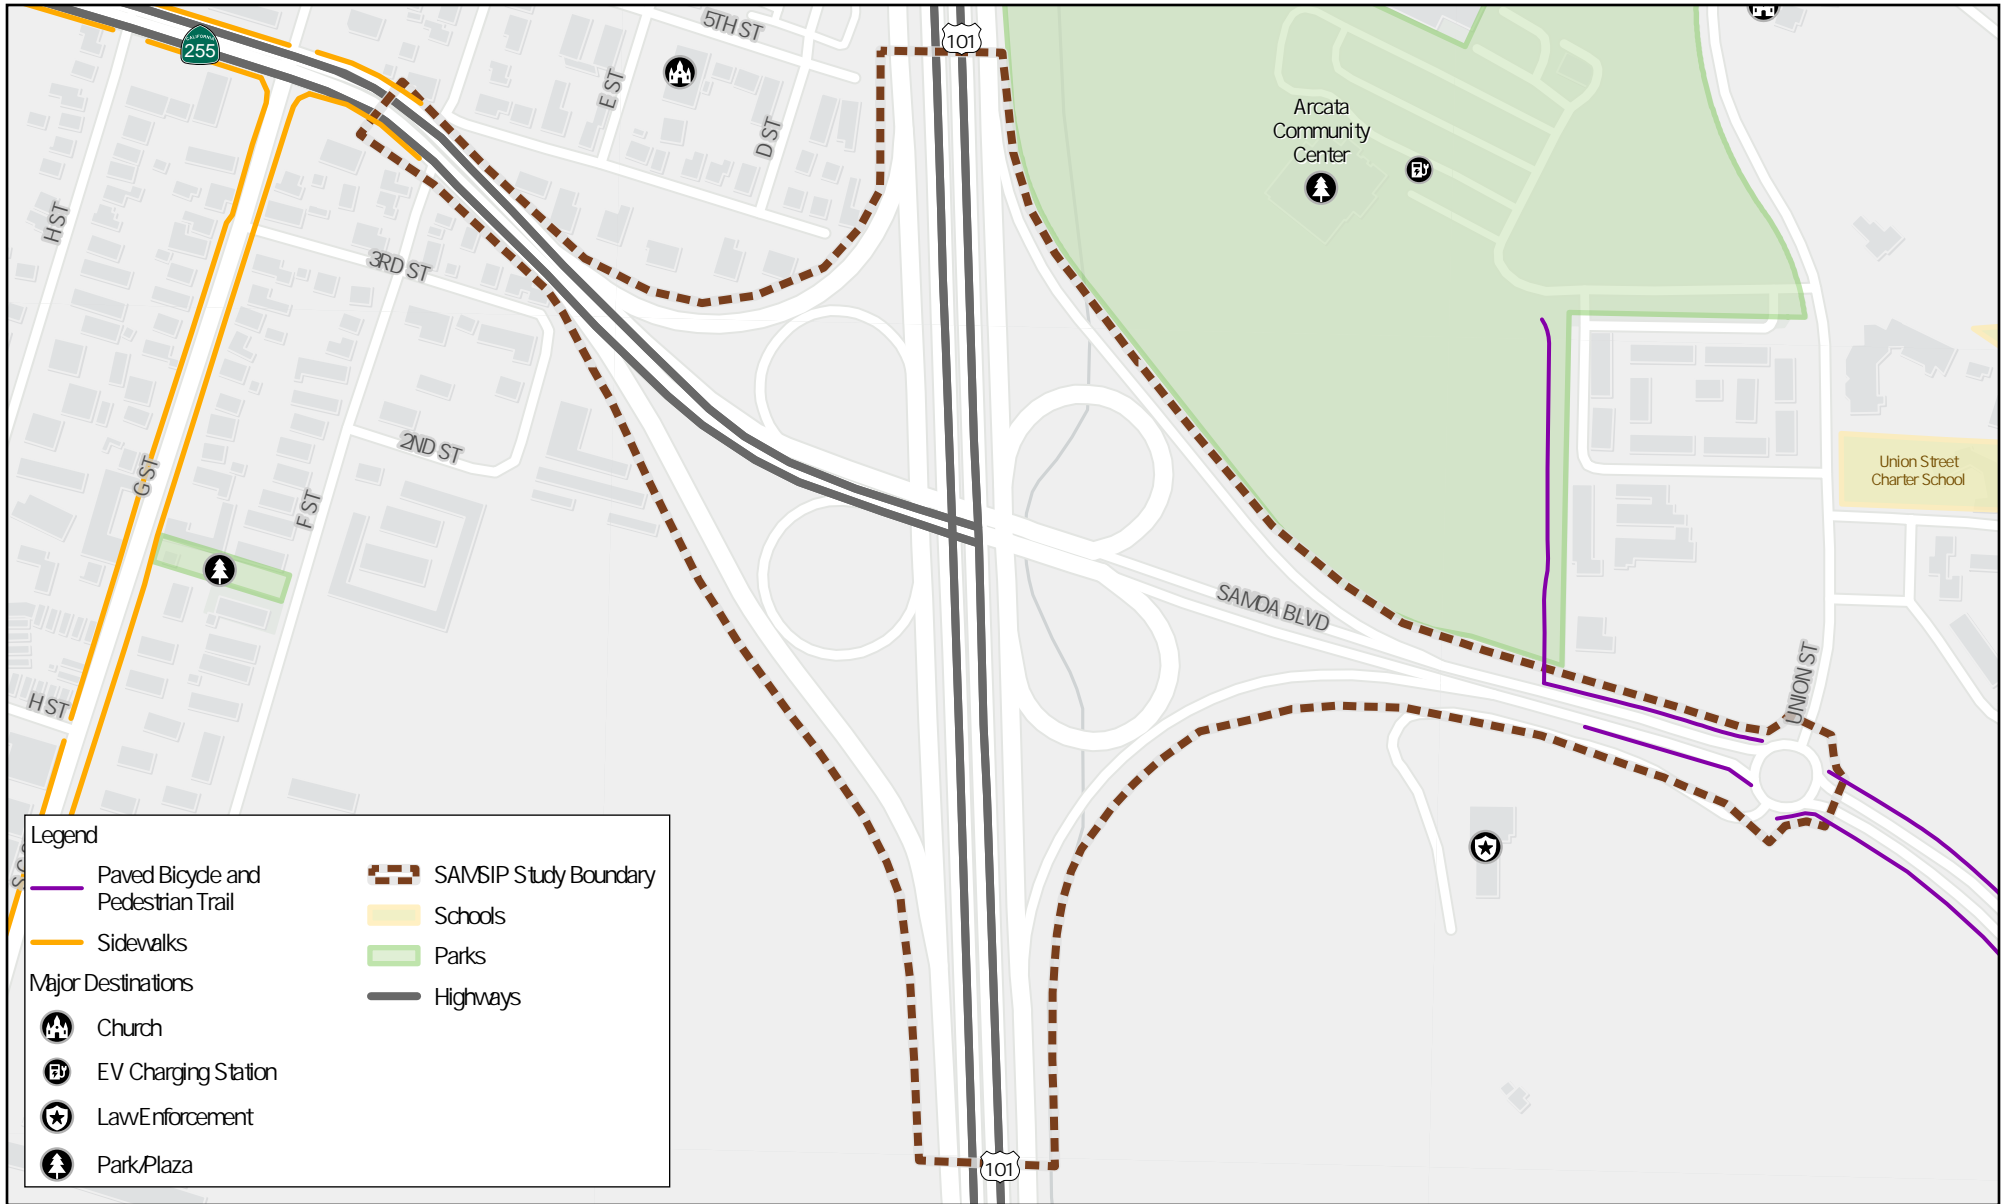 CALIFORNIA
255
5TH ST
101
E ST
D ST
Arcata
Community
Center
H ST
3RD ST
2ND ST
G ST
F ST
Union Street
Charter School
SAMOA BLVD
UNION ST
H ST
Legend
Paved Bicycle and
Pedestrian Trail
Sidewalks
Major Destinations
Church
EV Charging Station
Law Enforcement
Park/Plaza
SAMSIP Study Boundary
Schools
Parks
Highways
101